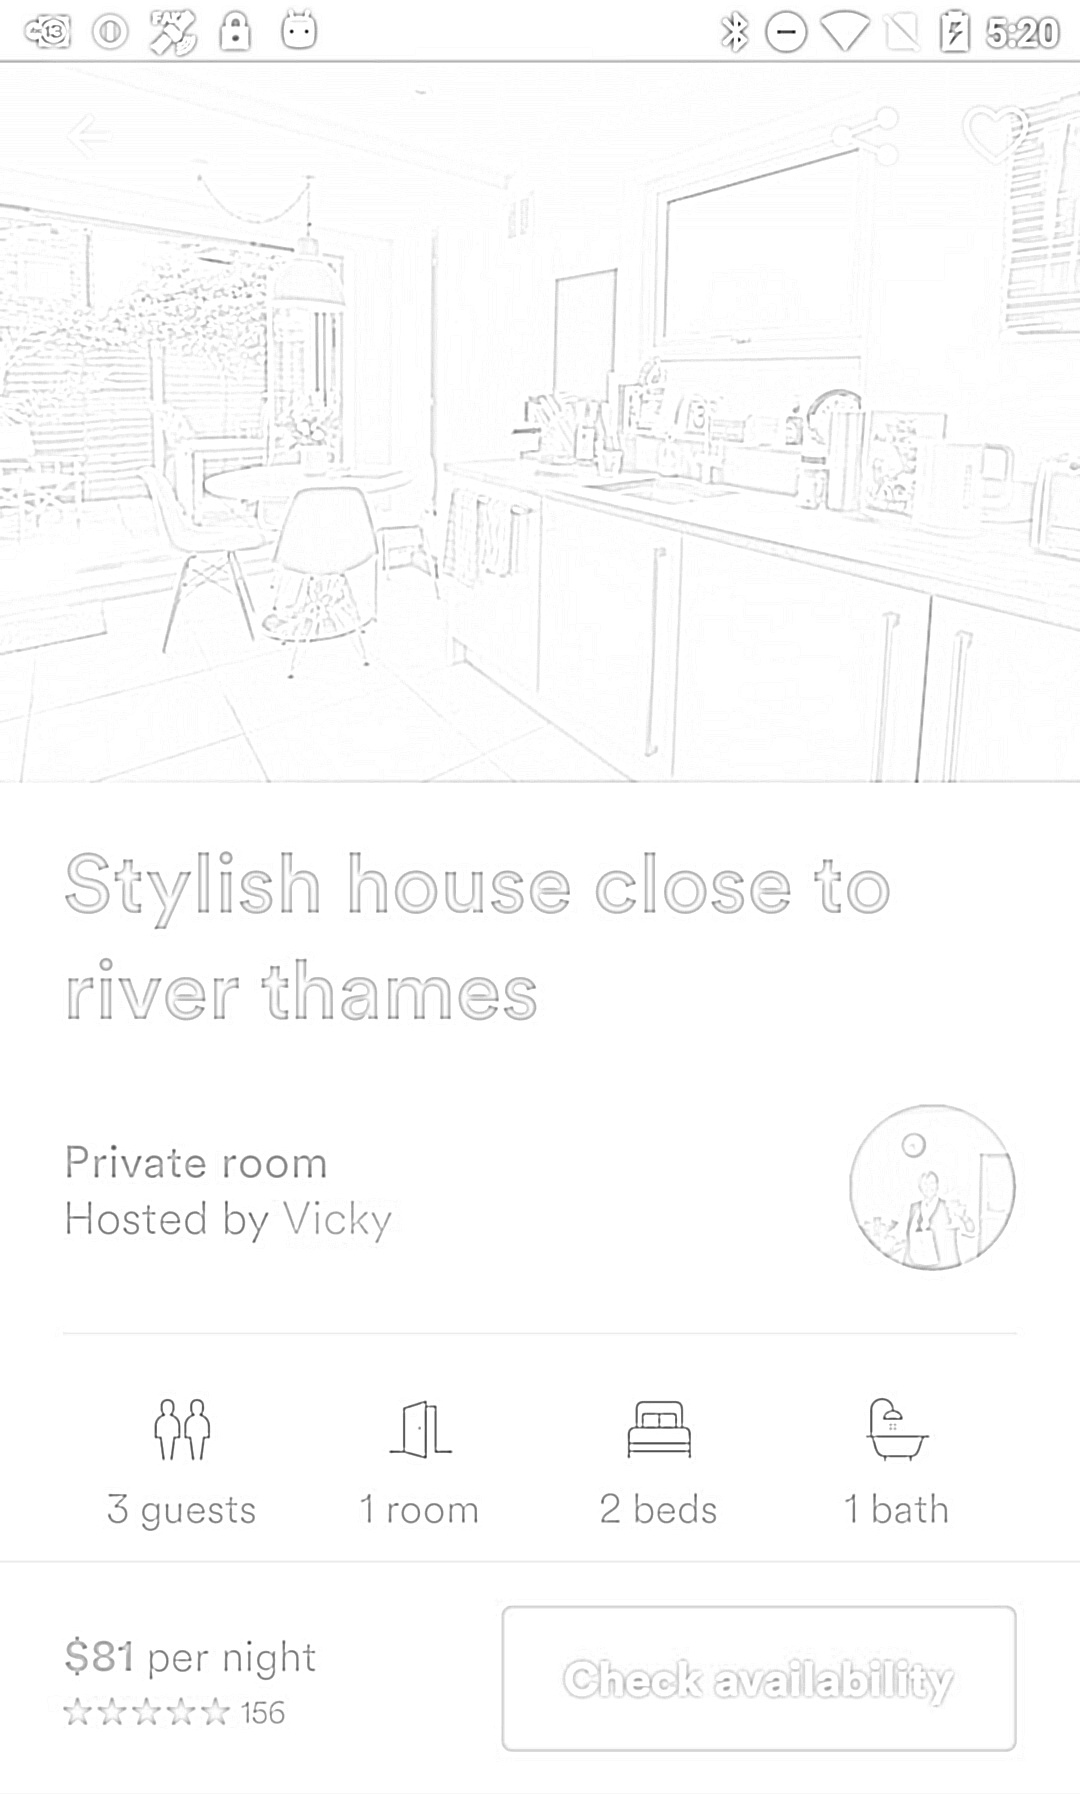 5:20
Stylish house close to
river thames
Private room
Hosted by Vicky
3 guests
1 room
2 beds
1 bath
$81 per night
156
Check availability